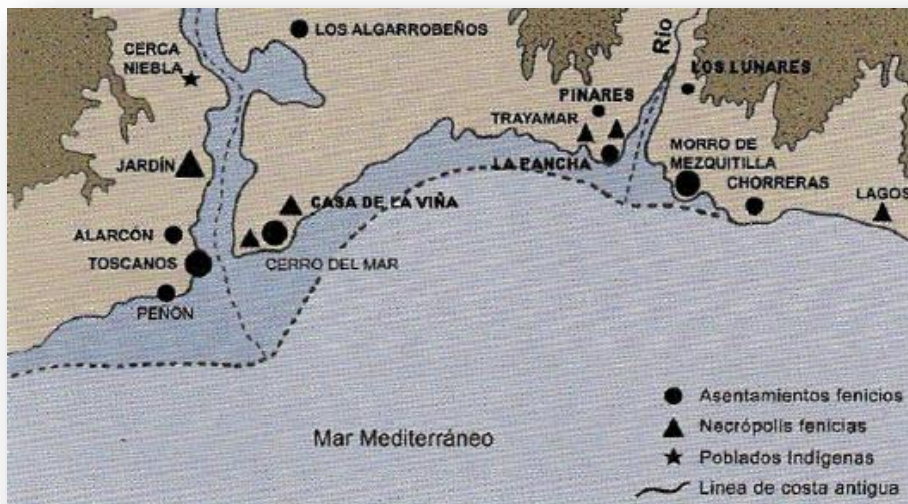 LOS ALGARROBEÑOS
CERCA
NIEBLA
Río
LOS LUNARES
PINARES
TRAYAMAR
LA PANCHA
MORRO DE
MEZQUITILLA
CHORRERAS
LAGOS
JARDÍN
CASA DE LA VIÑA
ALARCÓN
TOSCANOS
CERRO DEL MAR
PEÑON
Mar Mediterráneo
Asentamientos fenicios
Necrópolis fenicias
Poblados Indígenas
Línea de costa antigua